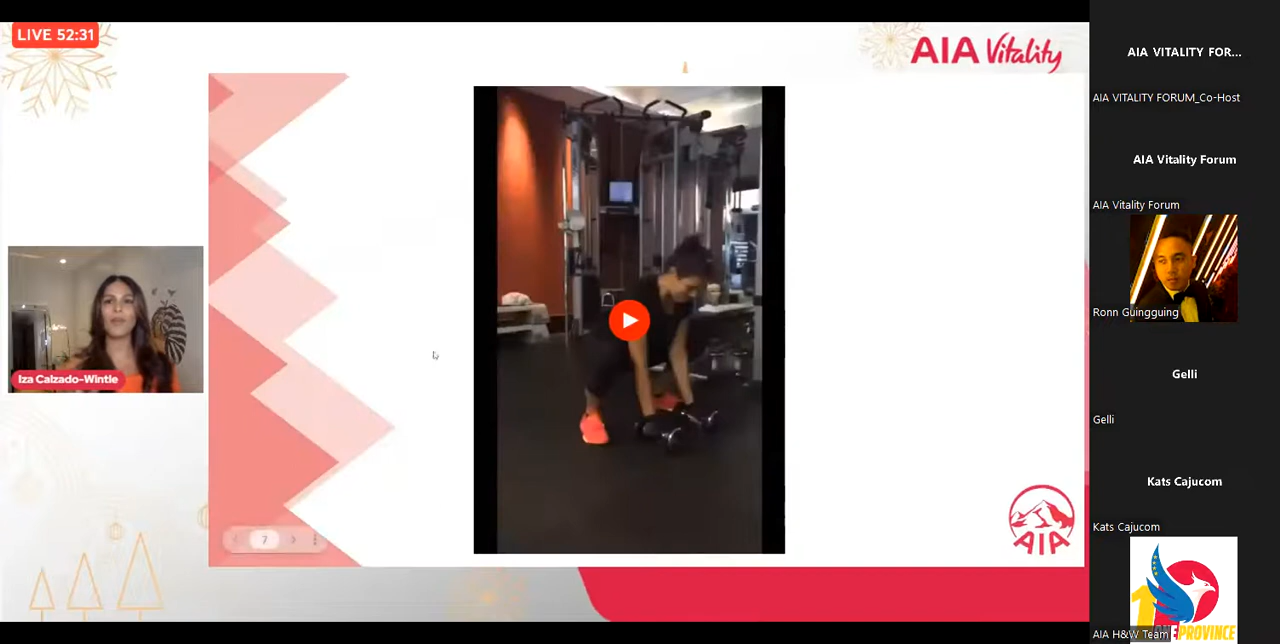 LIVE 52:31
AIA Vitality
Iza Calzado-Wintle
7
AIA
AIA VITALITY FOR...
AIA VITALITY FORUM_Co-Host
AIA Vitality Forum
AIA Vitality Forum
Ronn Guingguing
Gelli
Gelli
Kats Cajucom
Kats Cajucom
AIA H&W Team
PROVINCE